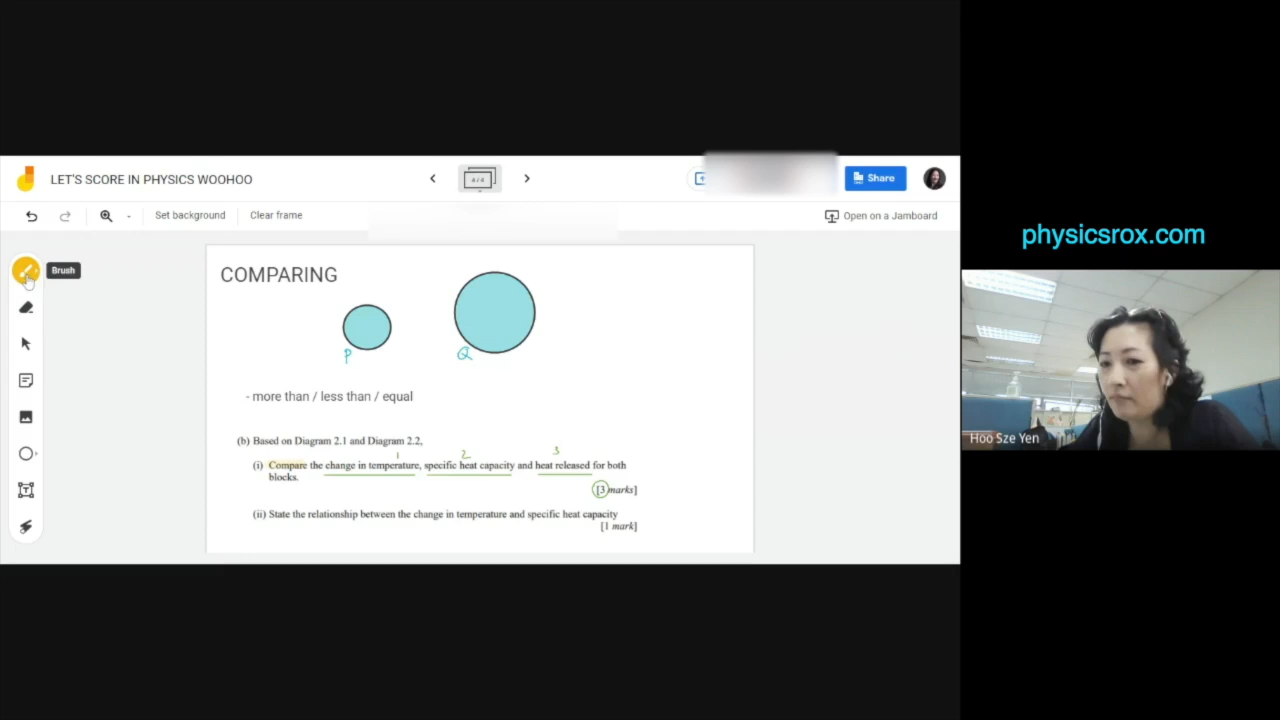 LET'S SCORE IN PHYSICS WOOHOO
4 / 4
Share
Set background
Clear frame
Open on a Jamboard
Brush
COMPARING
P
Q
- more than / less than / equal
(b) Based on Diagram 2.1 and Diagram 2.2,
1 2 3
(i) Compare the change in temperature, specific heat capacity and heat released for both
blocks.
[3 marks]
(ii) State the relationship between the change in temperature and specific heat capacity
[1 mark]
physicsrox.com
Hoo Sze Yen